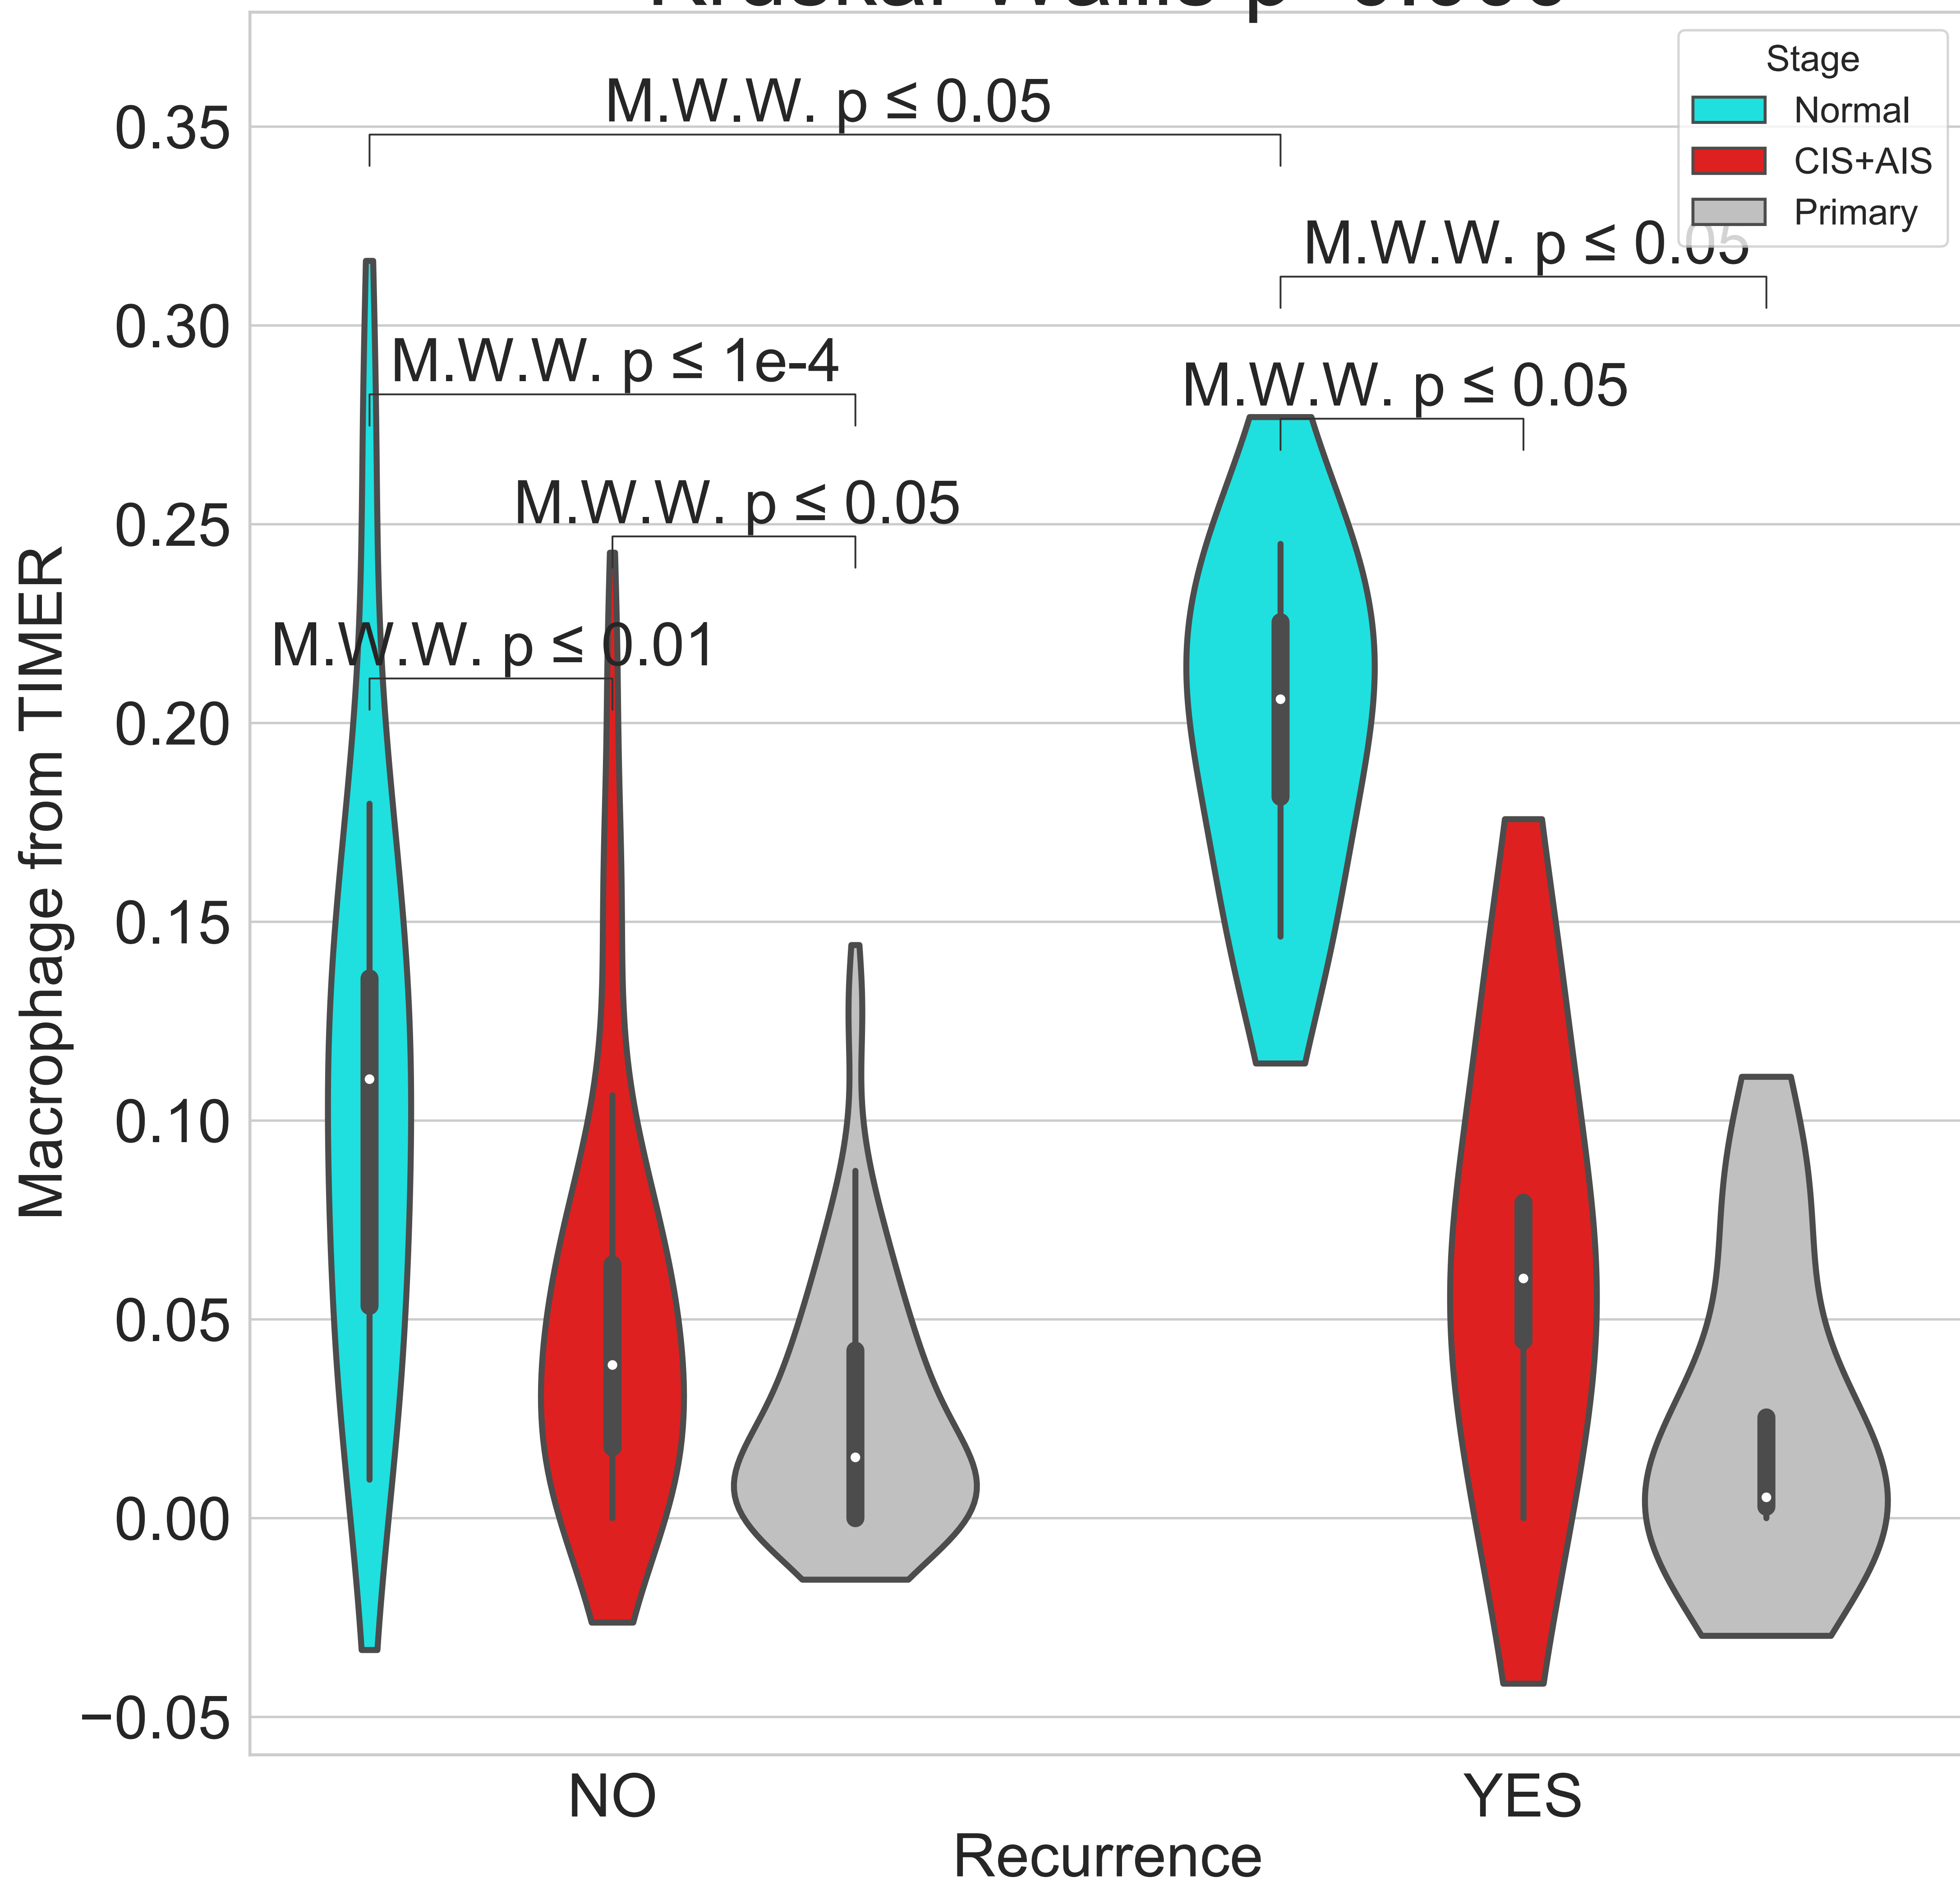 Stage
Normal
CIS+AIS
Primary
M.W.W. p ≤ 0.05
M.W.W. p ≤ 0.05
M.W.W. p ≤ 1e-4
M.W.W. p ≤ 0.05
M.W.W. p ≤ 0.05
M.W.W. p ≤ 0.01
0.35
0.30
0.25
0.20
0.15
0.10
0.05
0.00
−0.05
Macrophage from TIMER
NO
YES
Recurrence